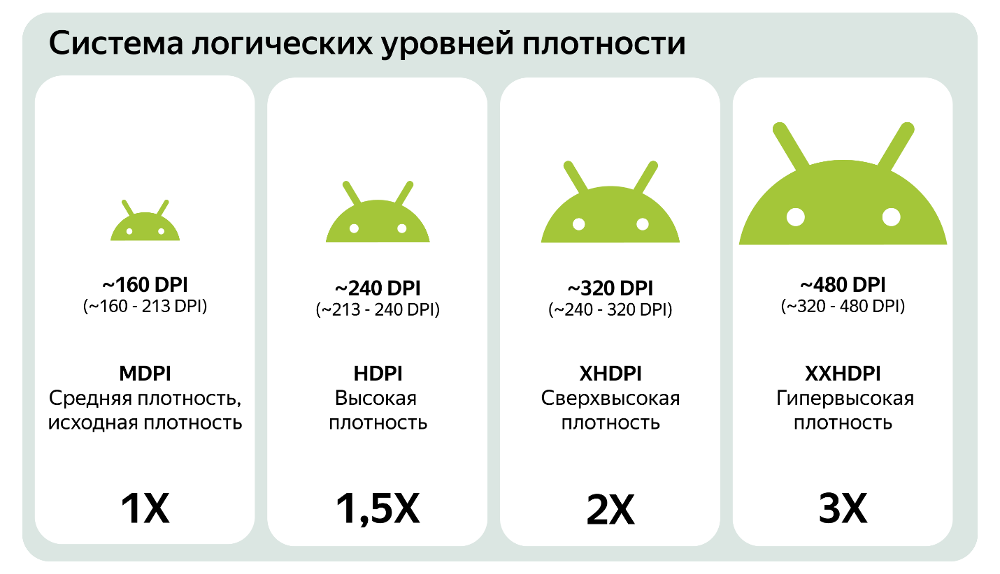 Система логических уровней плотности
~160 DPI
(~160 - 213 DPI)
MDPI
Средняя плотность,
исходная плотность
1X
~240 DPI
(~213 - 240 DPI)
HDPI
Высокая
плотность
1,5X
~320 DPI
(~240 - 320 DPI)
XHDPI
Сверхвысокая
плотность
2X
~480 DPI
(~320 - 480 DPI)
XXHDPI
Гипервысокая
плотность
3X